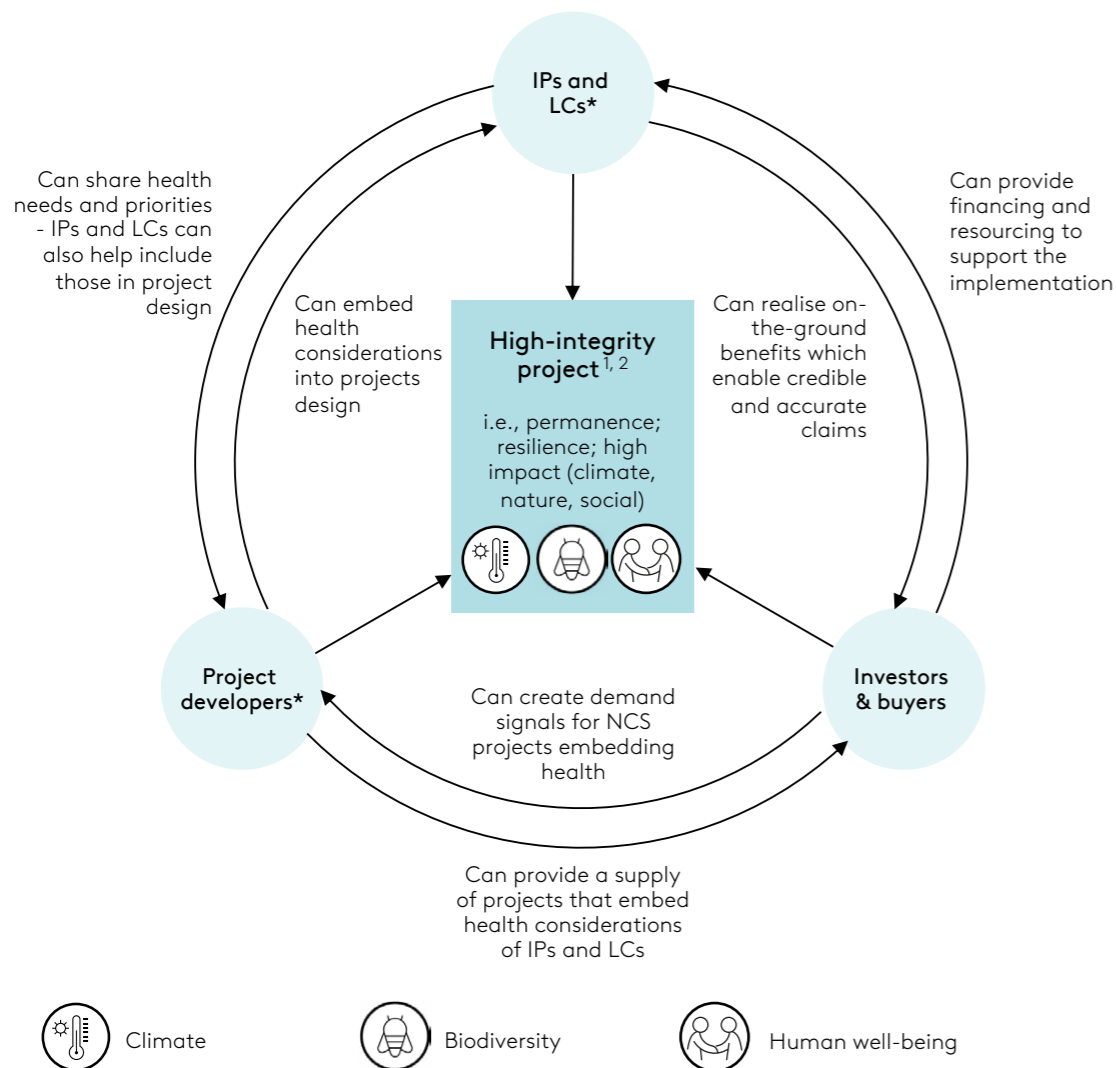 IPs and
LCs*
Can share health
needs and priorities
- IPs and LCs can
also help include
those in project
design
Can provide
financing and
resourcing to
support the
implementation
Can embed
health
considerations
into projects
design
Can realise on-
the-ground
benefits which
enable credible
and accurate
claims
High-integrity
project 1, 2
i.e., permanence;
resilience; high
impact (climate,
nature, social)
Project
developers*
Investors
& buyers
Can create demand
signals for NCS
projects embedding
health
Can provide a supply
of projects that embed
health considerations
of IPs and LCs
Climate
Biodiversity
Human well-being